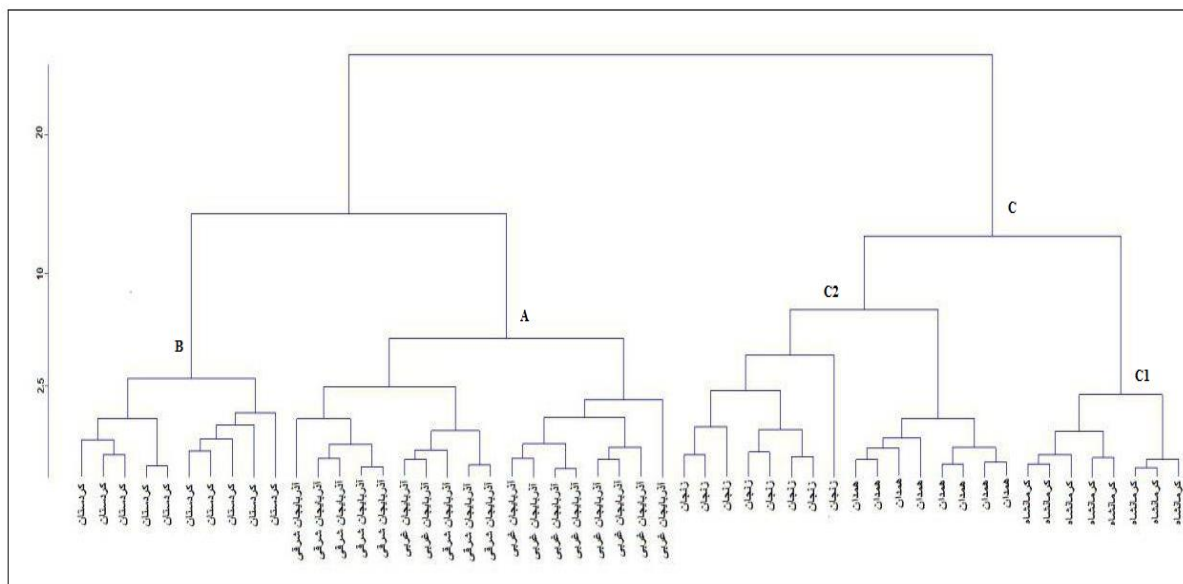 20
10
2.5
B
A
C
C2
C1
کردستان
کردستان
کردستان
کردستان
کردستان
کردستان
کردستان
کردستان
کردستان
کردستان
آذربایجان شرقی
آذربایجان شرقی
آذربایجان شرقی
آذربایجان شرقی
آذربایجان شرقی
آذربایجان غربی
آذربایجان غربی
آذربایجان شرقی
آذربایجان شرقی
آذربایجان شرقی
آذربایجان غربی
آذربایجان غربی
آذربایجان غربی
آذربایجان غربی
آذربایجان غربی
آذربایجان غربی
آذربایجان غربی
آذربایجان غربی
زنجان
زنجان
زنجان
زنجان
زنجان
زنجان
زنجان
زنجان
همدان
همدان
همدان
همدان
همدان
همدان
همدان
همدان
کرمانشاه
کرمانشاه
کرمانشاه
کرمانشاه
کرمانشاه
کرمانشاه
کرمانشاه
کرمانشاه